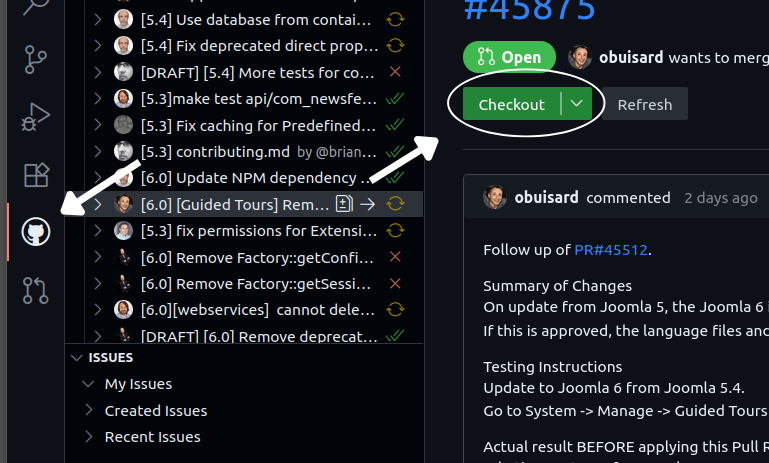 [5.4] Use database from contai...
[5.4] Fix deprecated direct prop...
[DRAFT] [5.4] More tests for co...
[5.3]make test api/com_newsfe...
[5.3] Fix caching for Predefined...
[5.3] contributing.md by @brian...
[6.0] Update NPM dependency ...
[6.0] [Guided Tours] Rem...
[5.3] fix permissions for Extensi...
[6.0] Remove Factory::getConfi...
[6.0] Remove Factory::getSessi...
[6.0][webservices] cannot dele...
[DRAFT] [6.0] Remove deprecat...
ISSUES
My Issues
Created Issues
Recent Issues
#45875
Open
obuisard wants to merg
Checkout
Refresh
obuisard commented 2 days ago
Follow up of PR#45512.
Summary of Changes
On update from Joomla 5, the Joomla 6
If this is approved, the language files and
Testing Instructions
Update to Joomla 6 from Joomla 5.4.
Go to System -> Manage -> Guided Tours
Actual result BEFORE applying this Pull R